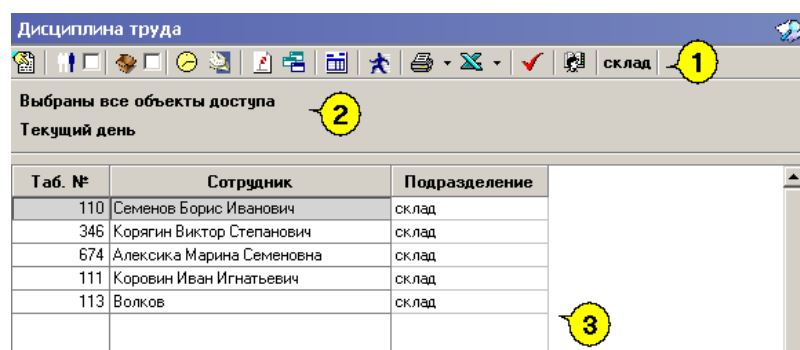 Дисциплина труда
склад
1
Выбраны все объекты доступа
2
Текущий день
Таб. № Сотрудник Подразделение
110 Семенов Борис Иванович склад
346 Корягин Виктор Степанович склад
674 Алексика Марина Семеновна склад
111 Коровин Иван Игнатьевич склад
113 Волков склад
3